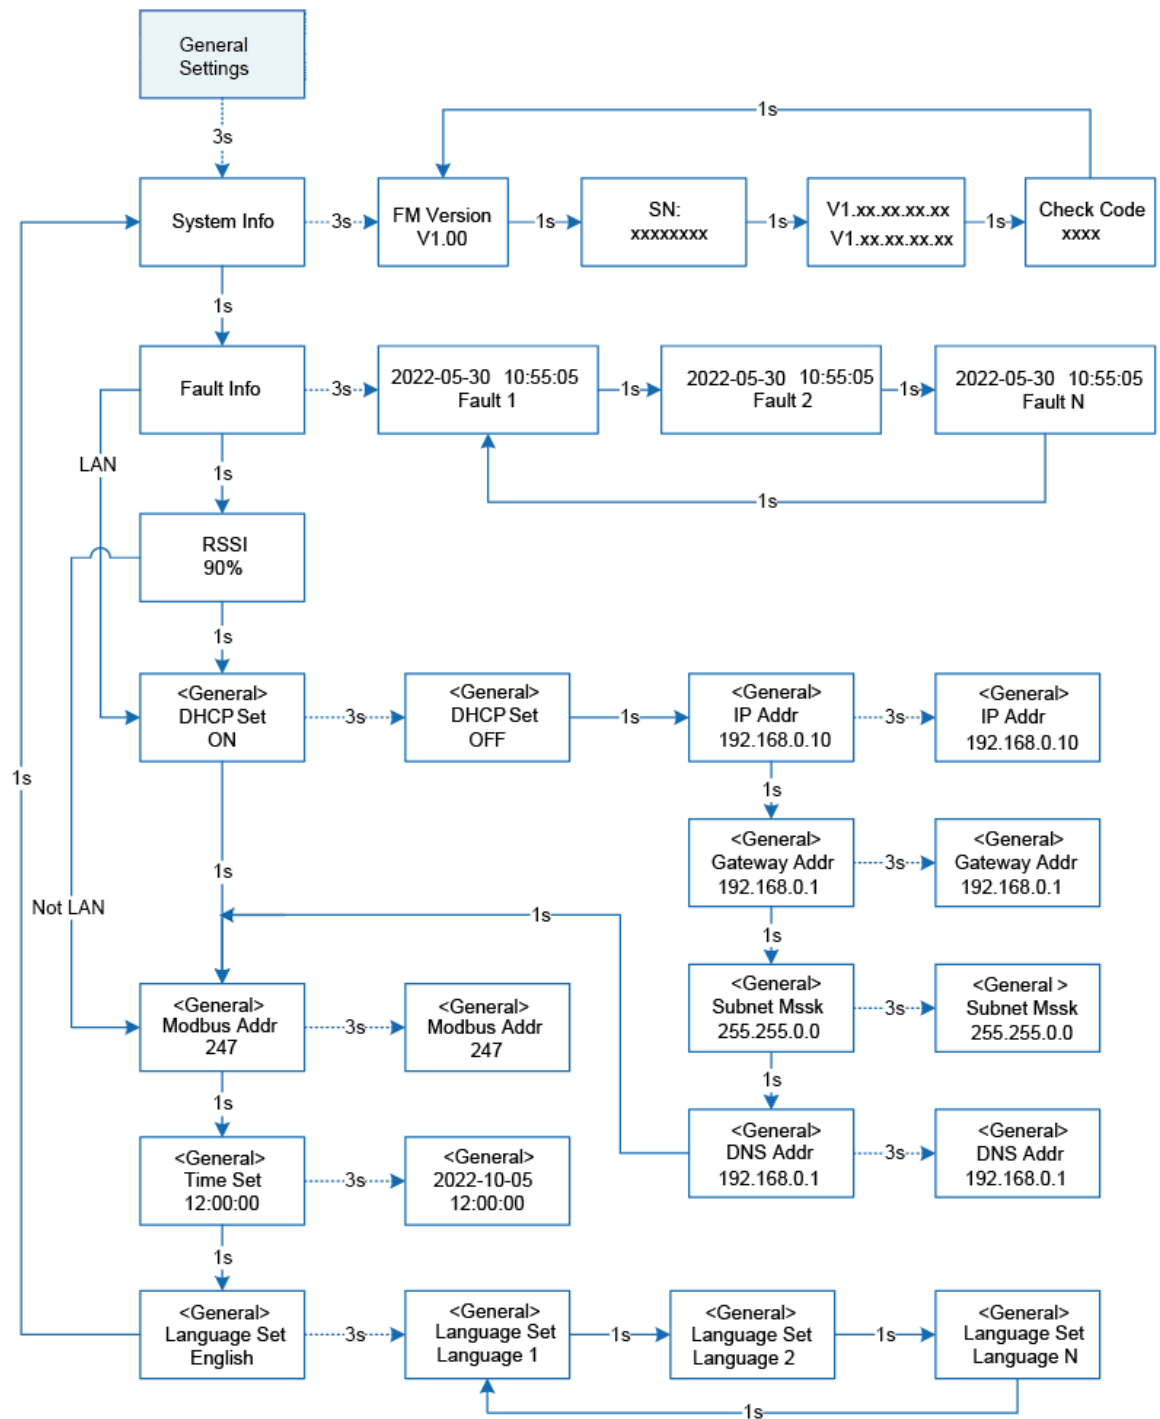 General
Settings
3s
1s
System Info
3s
FM Version
V1.00
1s
SN:
xxxxxxxx
1s
V1.xx.xx.xx.xx
V1.xx.xx.xx.xx
1s
Check Code
xxxx
1s
Fault Info
3s
2022-05-30 10:55:05
Fault 1
1s
2022-05-30 10:55:05
Fault 2
1s
2022-05-30 10:55:05
Fault N
LAN
1s
1s
RSSI
90%
1s
<General>
DHCP Set
ON
3s
<General>
DHCP Set
OFF
1s
<General>
IP Addr
192.168.0.10
3s
<General>
IP Addr
192.168.0.10
1s
1s
<General>
Gateway Addr
192.168.0.1
3s
<General>
Gateway Addr
192.168.0.1
1s
Not LAN
1s
1s
<General>
Modbus Addr
247
3s
<General>
Modbus Addr
247
<General>
Subnet Mssk
255.255.0.0
3s
<General >
Subnet Mssk
255.255.0.0
1s
1s
<General>
Time Set
12:00:00
3s
<General>
2022-10-05
12:00:00
<General>
DNS Addr
192.168.0.1
3s
<General>
DNS Addr
192.168.0.1
1s
<General>
Language Set
English
3s
<General>
Language Set
Language 1
1s
<General>
Language Set
Language 2
1s
<General>
Language Set
Language N
1s